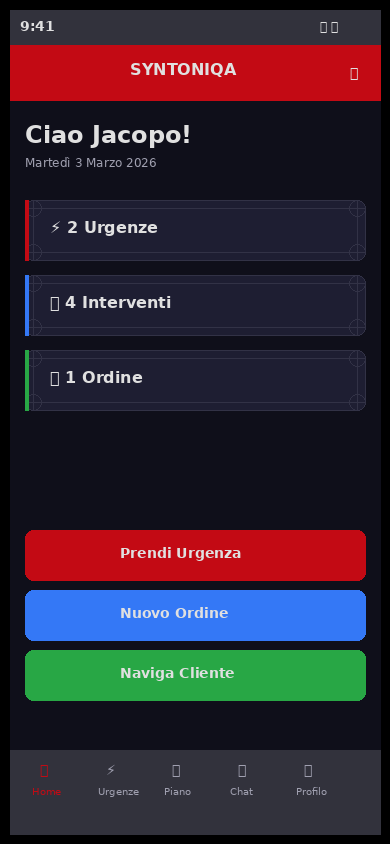 9:41
SYNTONIQA
Ciao Jacopo!
Martedì 3 Marzo 2026
⚡ 2 Urgenze
4 Interventi
1 Ordine
Prendi Urgenza
Nuovo Ordine
Naviga Cliente
Home Urgenze Piano Chat Profilo